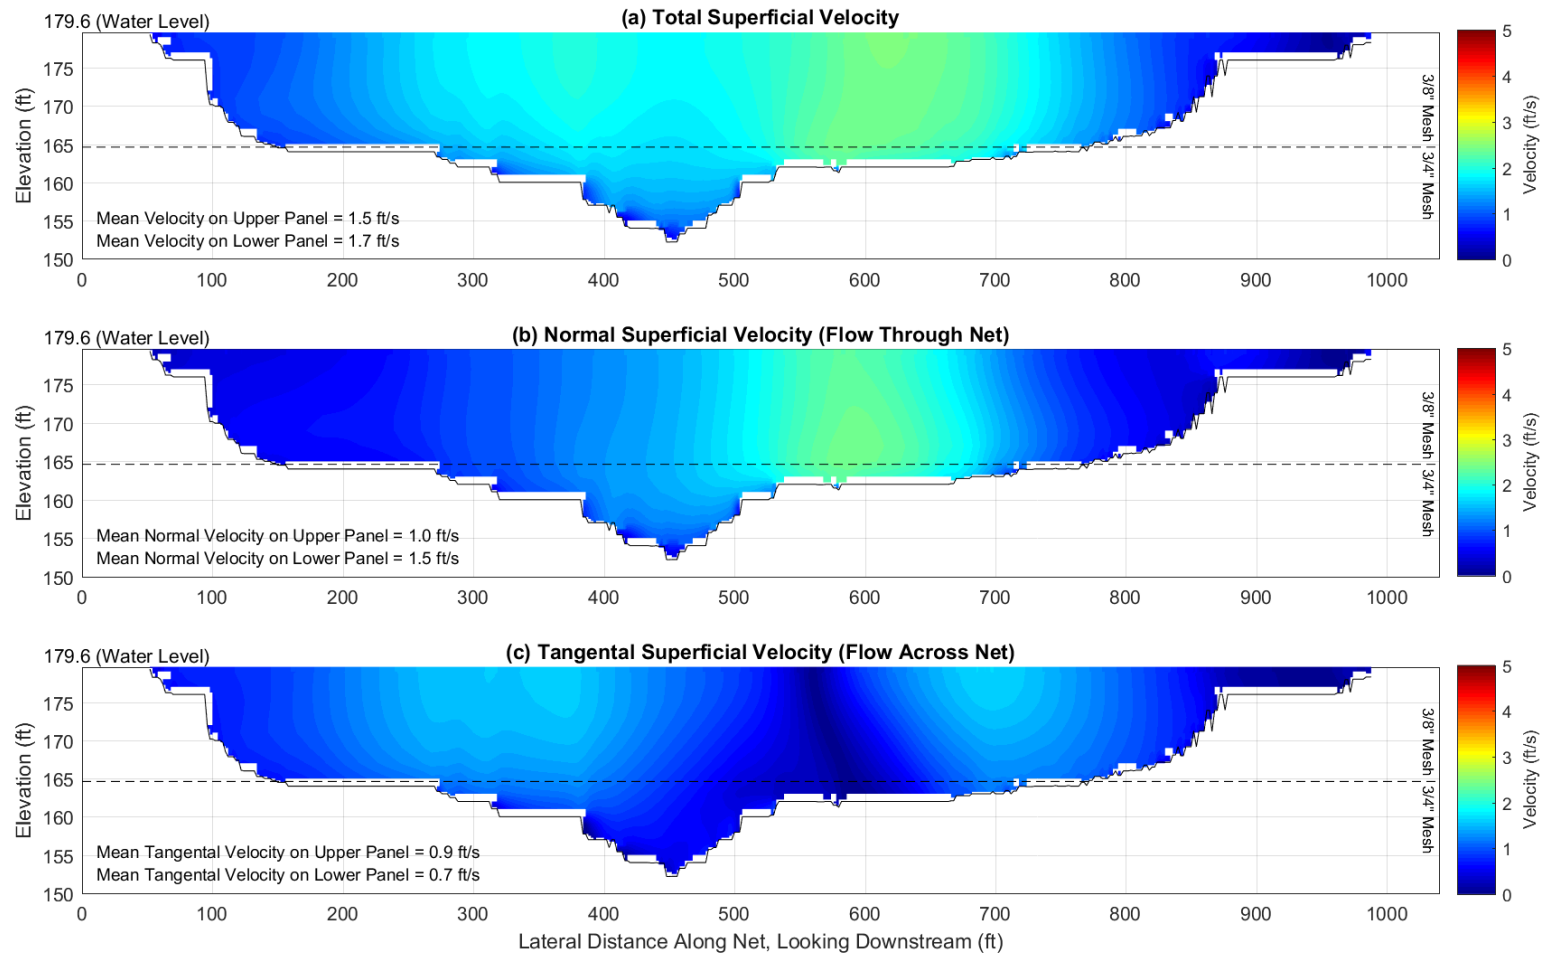 (a) Total Superficial Velocity
179.6 (Water Level)
175
170
165
160
155
150
Elevation (ft)
Mean Velocity on Upper Panel = 1.5 ft/s
Mean Velocity on Lower Panel = 1.7 ft/s
3/8" Mesh
3/4" Mesh
0 100 200 300 400 500 600 700 800 900 1000
5
4
3
2
1
0
Velocity (ft/s)
(b) Normal Superficial Velocity (Flow Through Net)
179.6 (Water Level)
175
170
165
160
155
150
Elevation (ft)
Mean Normal Velocity on Upper Panel = 1.0 ft/s
Mean Normal Velocity on Lower Panel = 1.5 ft/s
3/8" Mesh
3/4" Mesh
0 100 200 300 400 500 600 700 800 900 1000
5
4
3
2
1
0
Velocity (ft/s)
(c) Tangental Superficial Velocity (Flow Across Net)
179.6 (Water Level)
175
170
165
160
155
150
Elevation (ft)
Mean Tangental Velocity on Upper Panel = 0.9 ft/s
Mean Tangental Velocity on Lower Panel = 0.7 ft/s
3/8" Mesh
3/4" Mesh
0 100 200 300 400 500 600 700 800 900 1000
5
4
3
2
1
0
Velocity (ft/s)
Lateral Distance Along Net, Looking Downstream (ft)